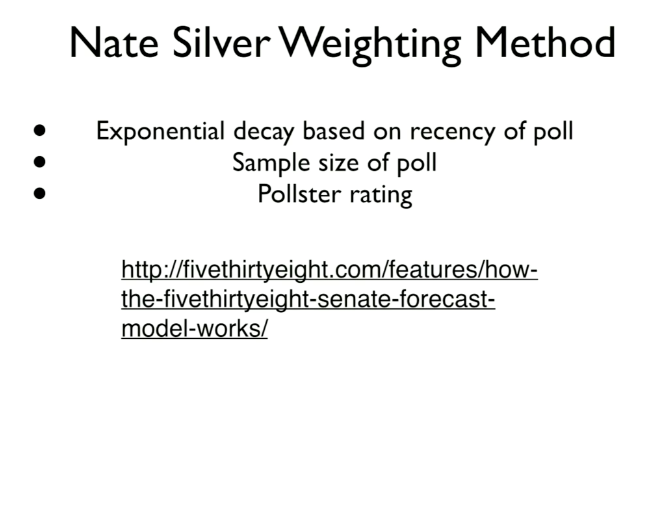 Nate Silver Weighting Method
• Exponential decay based on recency of poll
• Sample size of poll
• Pollster rating
http://fivethirtyeight.com/features/how-
the-fivethirtyeight-senate-forecast-
model-works/